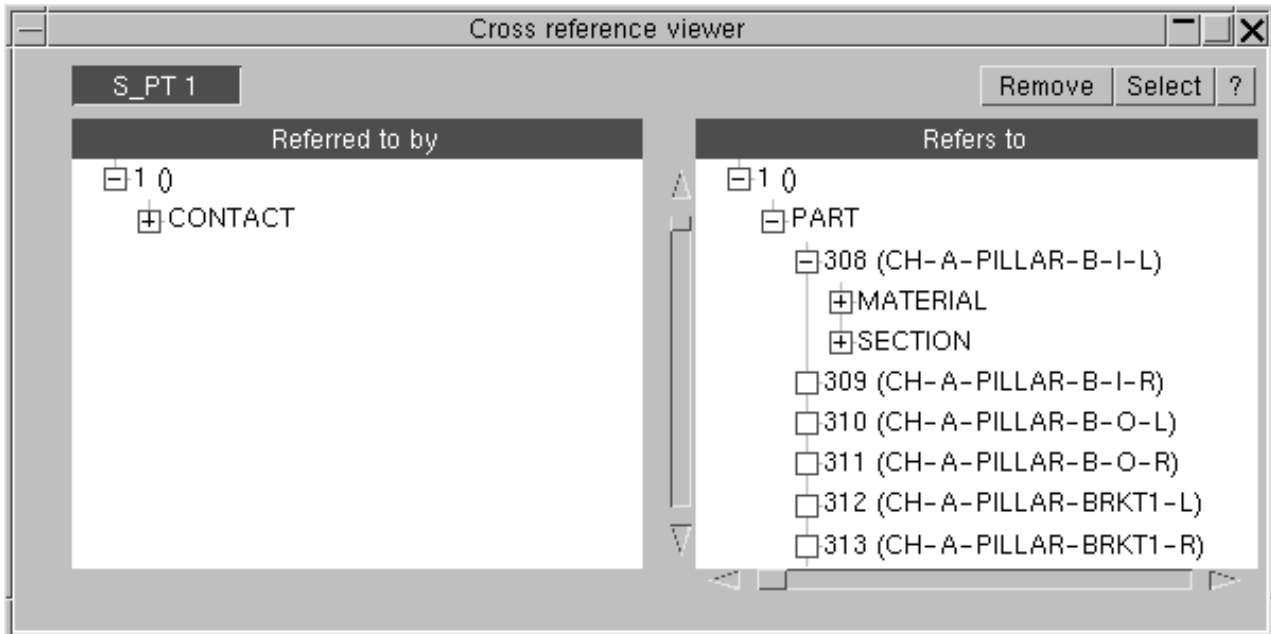 Cross reference viewer
S_PT 1
Remove Select ?
Referred to by
1 ()
CONTACT
Refers to
1 ()
PART
308 (CH-A-PILLAR-B-I-L)
MATERIAL
SECTION
309 (CH-A-PILLAR-B-I-R)
310 (CH-A-PILLAR-B-O-L)
311 (CH-A-PILLAR-B-O-R)
312 (CH-A-PILLAR-BRKT1-L)
313 (CH-A-PILLAR-BRKT1-R)